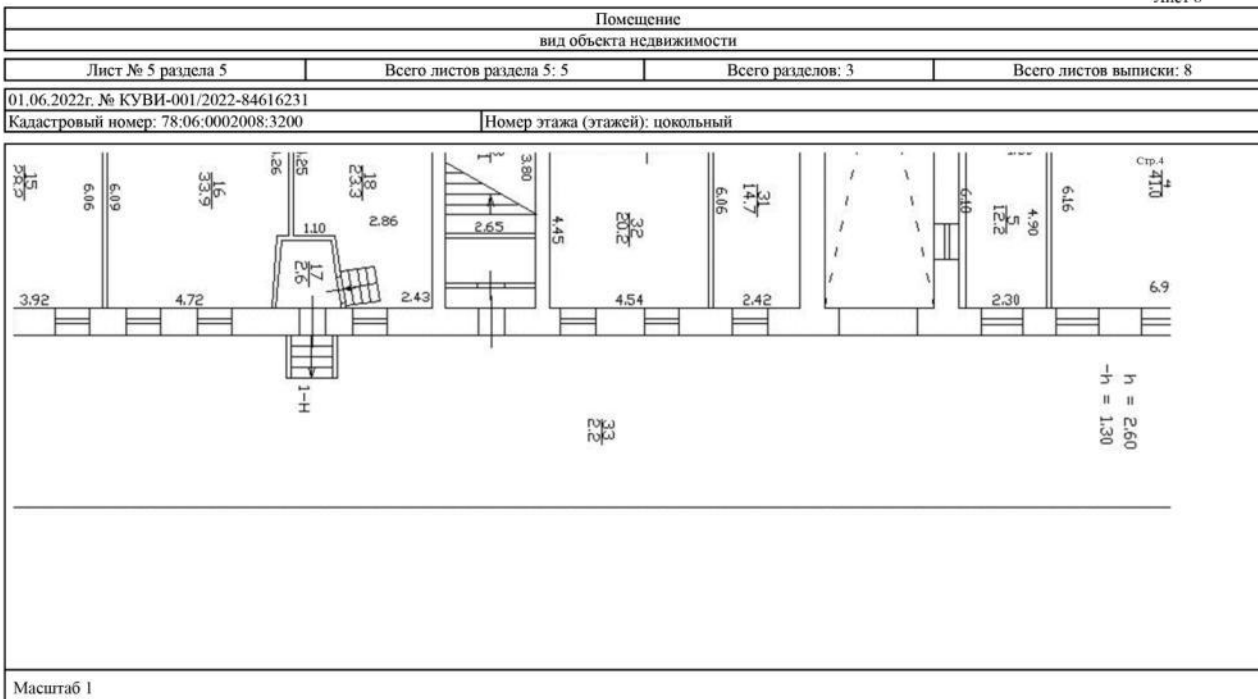 Помещение
вид объекта недвижимости
Лист № 5 раздела 5
Всего листов раздела 5: 5
Всего разделов: 3
Всего листов выписки: 8
01.06.2022г. № КУВИ-001/2022-84616231
Кадастровый номер: 78:06:0002008:3200
Номер этажа (этажей): цокольный
Стр.4
15
28.2
6.06
6.09
16
33.9
18
23.3
2.86
1.10
17
2.6
3.92
4.72
2.43
2.65
3.80
4.45
32
20.2
4.54
6.06
31
14.7
2.42
6.10
5
12.2
4.90
2.30
6.16
4
41.0
6.9
1-Н
33
2.2
h = 2.60
-h = 1.30
Масштаб 1